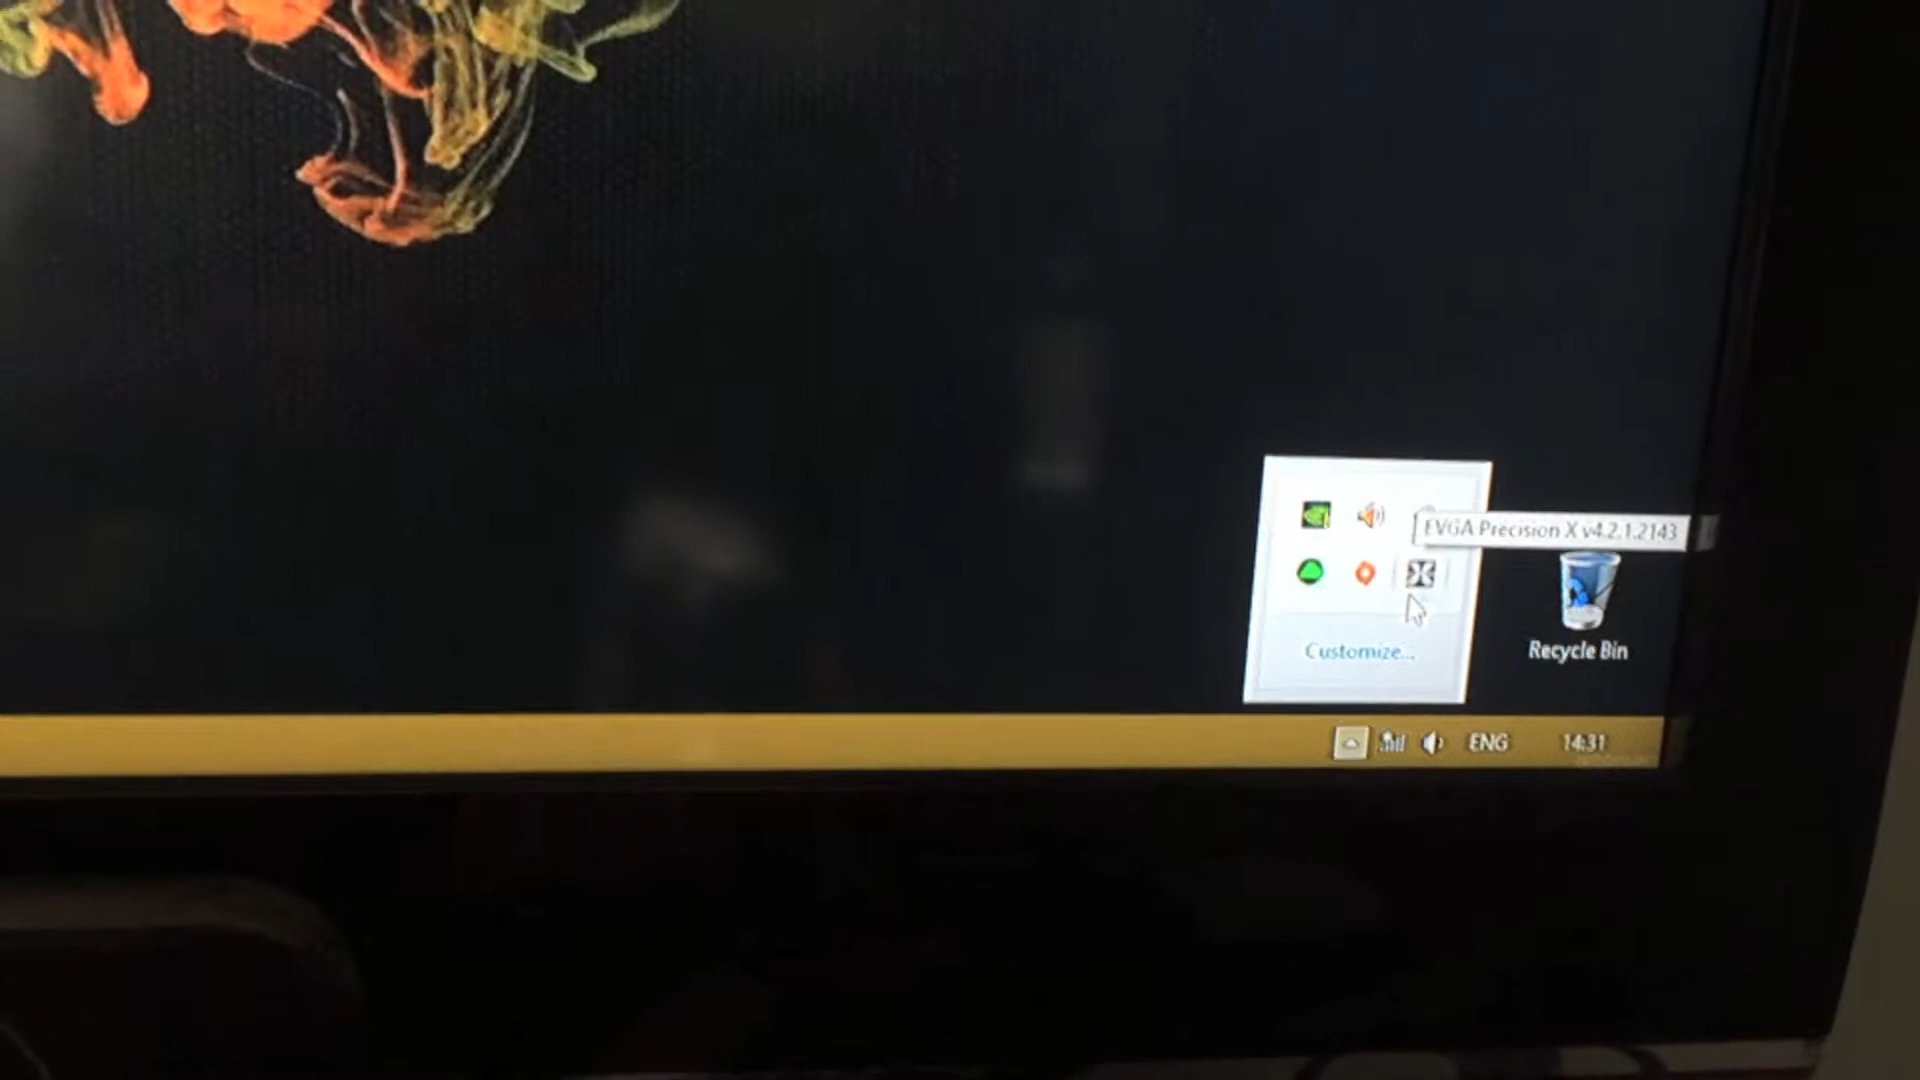 EVGA Precision X v4.2.1.2143
Customize...
Recycle Bin
ENG
14:31